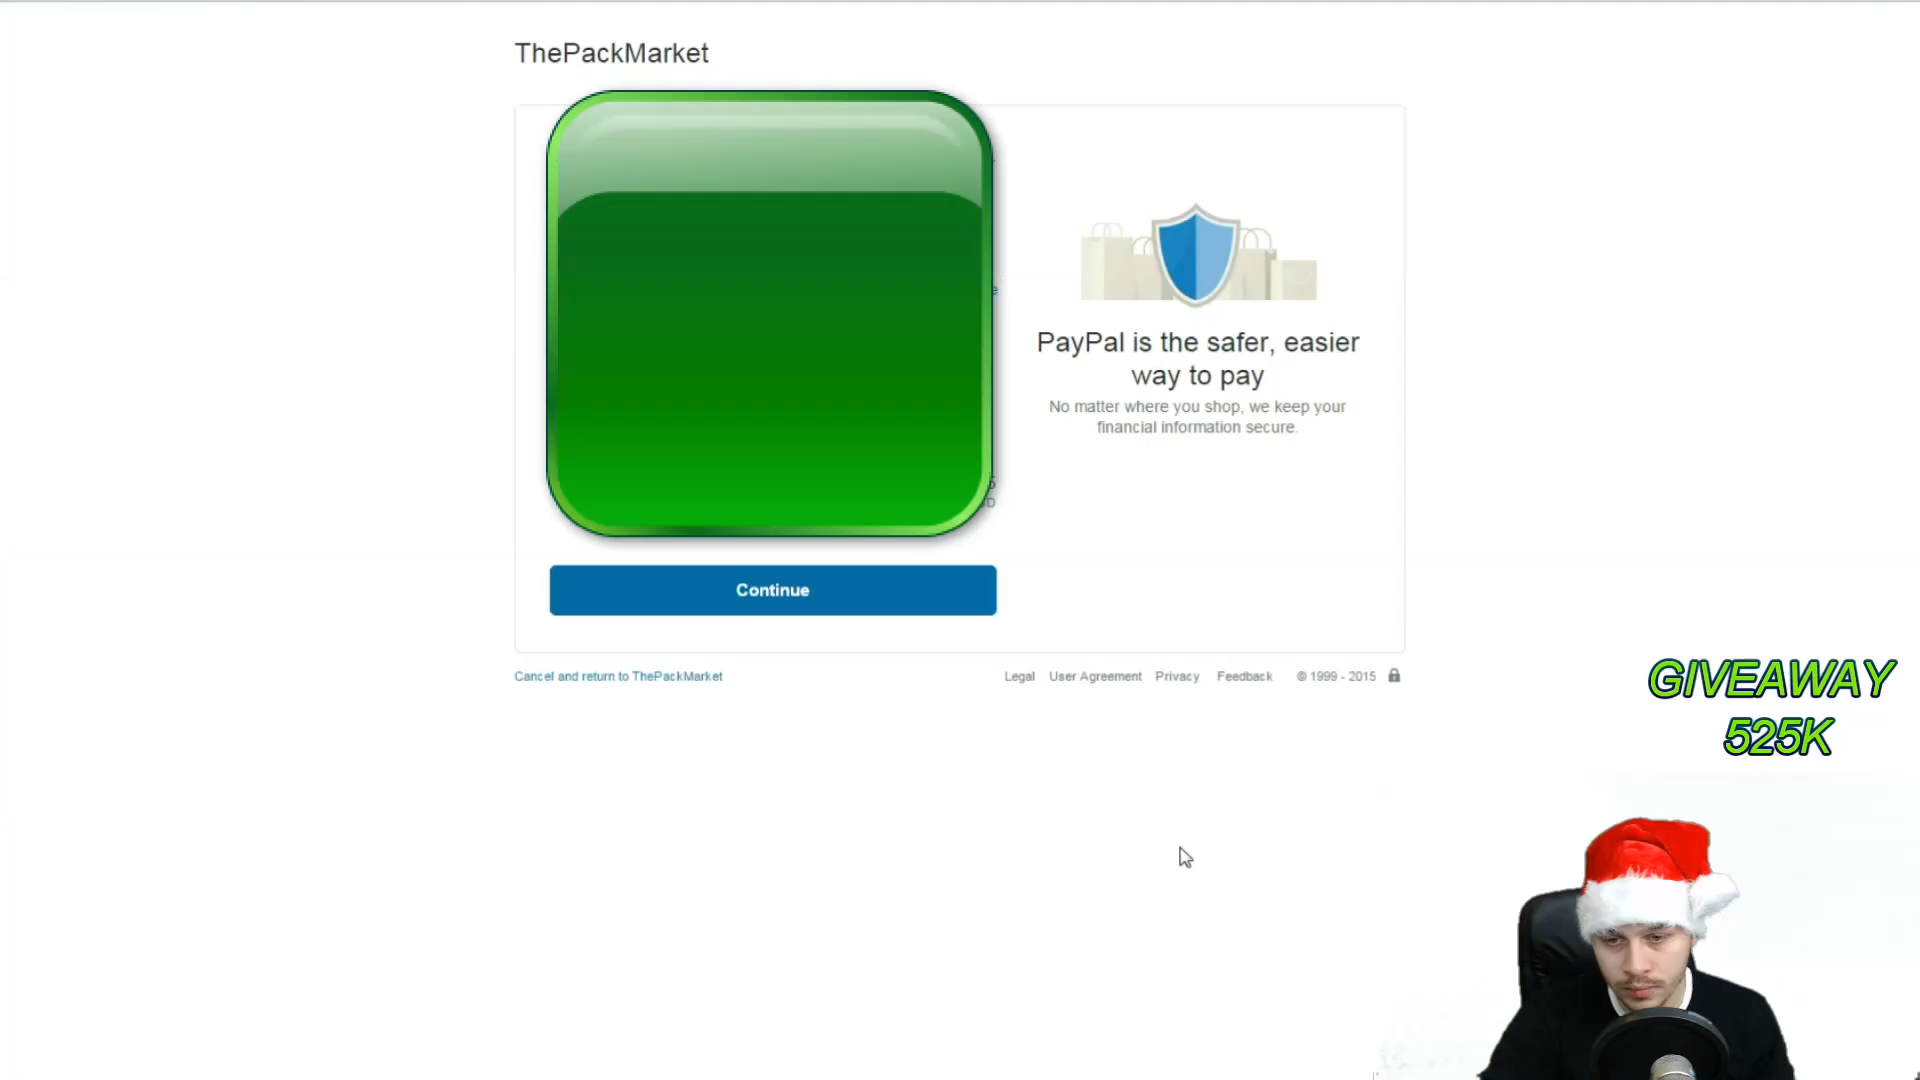 ThePackMarket
PayPal is the safer, easier
way to pay
No matter where you shop, we keep your
financial information secure.
Continue
Cancel and return to ThePackMarket
Legal User Agreement Privacy Feedback © 1999 - 2015
GIVEAWAY
525K